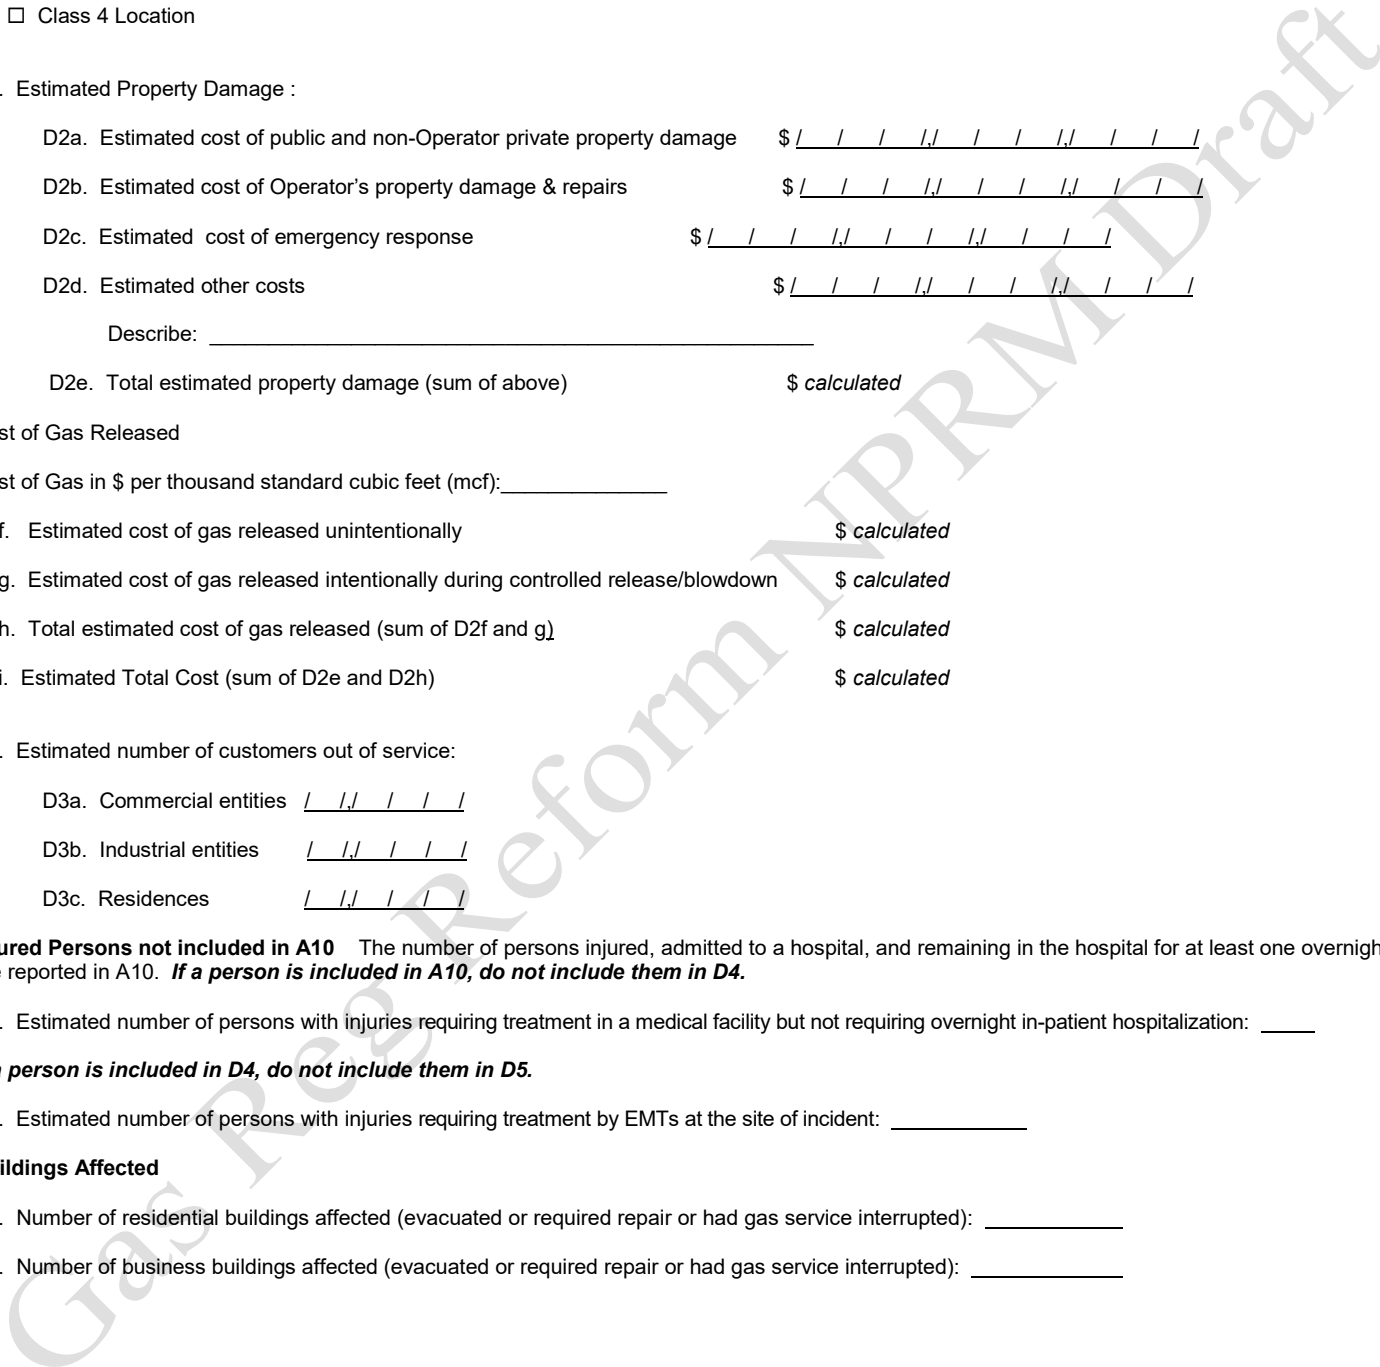 ☐ Class 4 Location
. Estimated Property Damage :
D2a. Estimated cost of public and non-Operator private property damage $ / / / /,/ / / /,/ / / /
D2b. Estimated cost of Operator’s property damage & repairs $ / / / /,/ / / /,/ / / /
D2c. Estimated cost of emergency response $ / / / /,/ / / /,/ / / /
D2d. Estimated other costs $ / / / /,/ / / /,/ / / /
Describe: ___________________________________________________
D2e. Total estimated property damage (sum of above) $ calculated
st of Gas Released
st of Gas in $ per thousand standard cubic feet (mcf):______________
f. Estimated cost of gas released unintentionally $ calculated
g. Estimated cost of gas released intentionally during controlled release/blowdown $ calculated
h. Total estimated cost of gas released (sum of D2f and g) $ calculated
i. Estimated Total Cost (sum of D2e and D2h) $ calculated
. Estimated number of customers out of service:
D3a. Commercial entities / /,/ / / /
D3b. Industrial entities / /,/ / / /
D3c. Residences / /,/ / / /
ured Persons not included in A10 The number of persons injured, admitted to a hospital, and remaining in the hospital for at least one overnigh
e reported in A10. If a person is included in A10, do not include them in D4.
. Estimated number of persons with injuries requiring treatment in a medical facility but not requiring overnight in-patient hospitalization: ____
a person is included in D4, do not include them in D5.
. Estimated number of persons with injuries requiring treatment by EMTs at the site of incident: ___________
ildings Affected
. Number of residential buildings affected (evacuated or required repair or had gas service interrupted): ___________
. Number of business buildings affected (evacuated or required repair or had gas service interrupted): ____________
Gas Reg Reform NPRM Draft